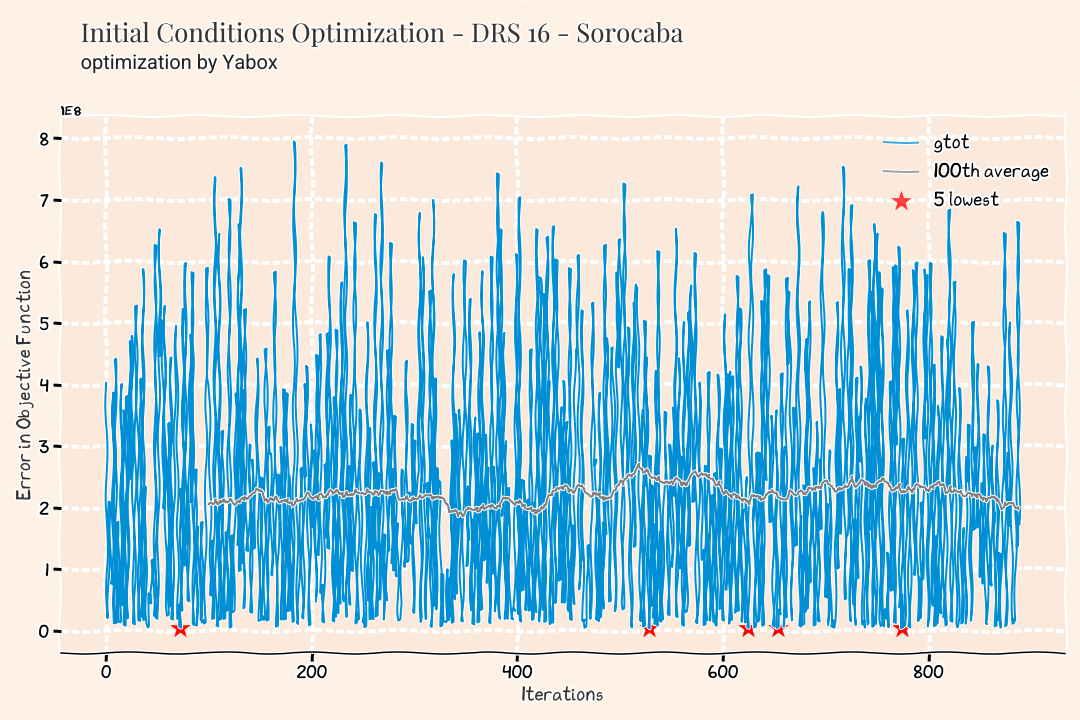 Initial Conditions Optimization - DRS 16 - Sorocaba
optimization by Yabox
1E8
gtot
100th average
5 lowest
Error in Objective Function
8
7
6
5
4
3
2
1
0
0 200 400 600 800
Iterations